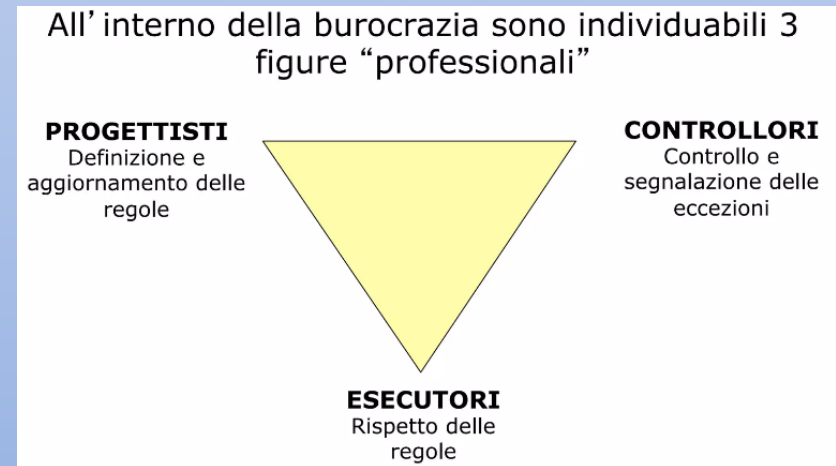 All’ interno della burocrazia sono individuabili 3
figure “professionali”
PROGETTISTI
Definizione e
aggiornamento delle
regole
CONTROLLORI
Controllo e
segnalazione delle
eccezioni
ESECUTORI
Rispetto delle
regole